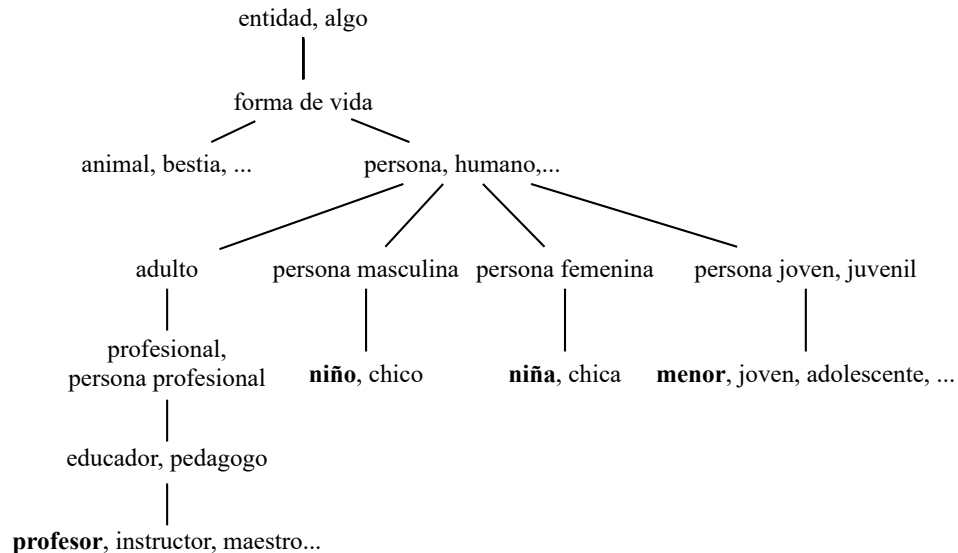 entidad, algo
forma de vida
animal, bestia, ...
persona, humano,...
adulto
persona masculina
persona femenina
persona joven, juvenil
profesional,
persona profesional
niño, chico
niña, chica
menor, joven, adolescente, ...
educador, pedagogo
profesor, instructor, maestro...